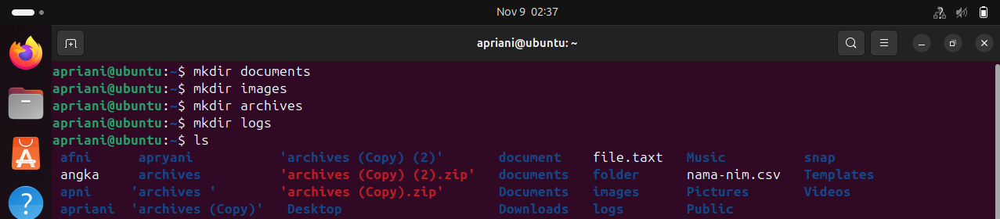 Nov 9 02:37
apriani@ubuntu: ~
apriani@ubuntu:~$ mkdir documents
apriani@ubuntu:~$ mkdir images
apriani@ubuntu:~$ mkdir archives
apriani@ubuntu:~$ mkdir logs
apriani@ubuntu:~$ ls
afni apryani 'archives (Copy) (2)' document file.taxt Music snap
angka archives 'archives (Copy) (2).zip' documents folder nama-nim.csv Templates
apni 'archives ' 'archives (Copy).zip' Documents images Pictures Videos
apriani 'archives (Copy)' Desktop Downloads logs Public